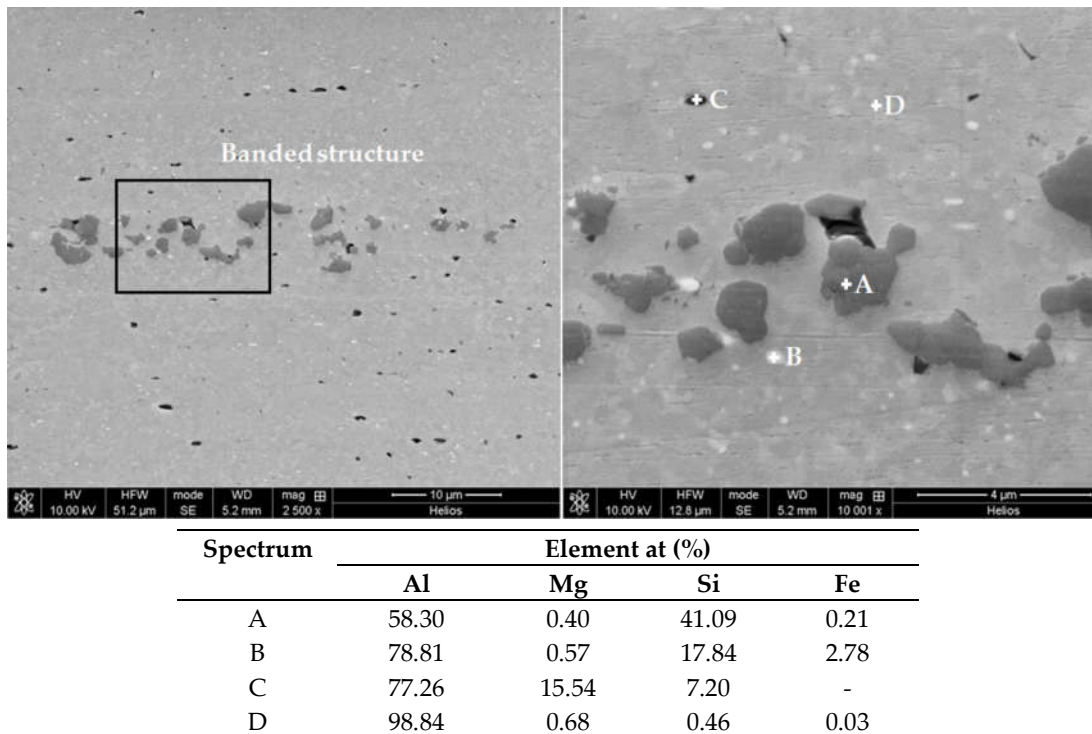 Banded structure
C
D
A
B
HV HFW mode WD mag 10 µm
10.00 kV 51.2 µm SE 5.2 mm 2 500 x Helios
HV HFW mode WD mag 4 µm
10.00 kV 12.8 µm SE 5.2 mm 10 001 x Helios
Spectrum Element at (%)
Al Mg Si Fe
A 58.30 0.40 41.09 0.21
B 78.81 0.57 17.84 2.78
C 77.26 15.54 7.20 -
D 98.84 0.68 0.46 0.03